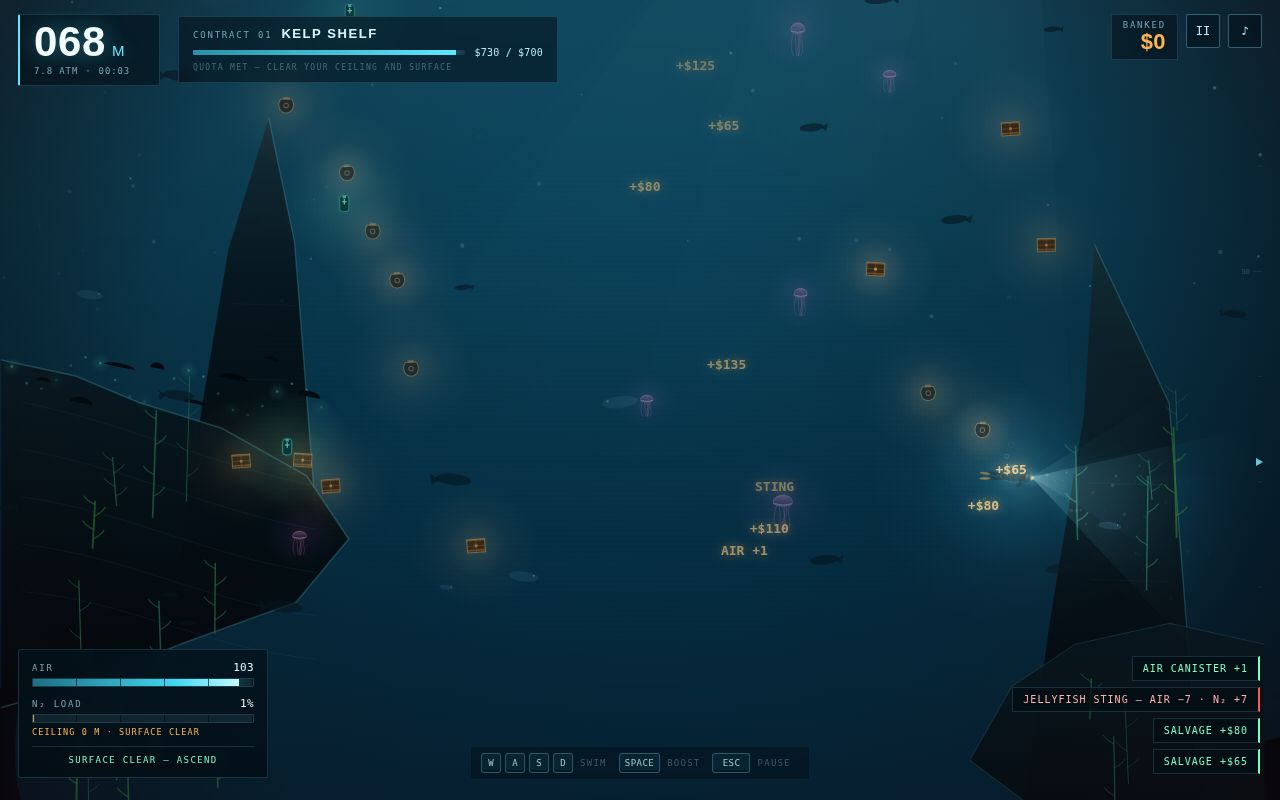 068 M
7.8 ATM · 00:03
CONTRACT 01 KELP SHELF
$730 / $700
QUOTA MET — CLEAR YOUR CEILING AND SURFACE
BANKED
$0
II
♪
+$125
+$65
+$80
50
+$135
+$65
STING
+$80
+$110
AIR +1
AIR 103
N₂ LOAD 1%
CEILING 0 M · SURFACE CLEAR
SURFACE CLEAR — ASCEND
W A S D SWIM SPACE BOOST ESC PAUSE
AIR CANISTER +1
JELLYFISH STING — AIR −7 · N₂ +7
SALVAGE +$80
SALVAGE +$65